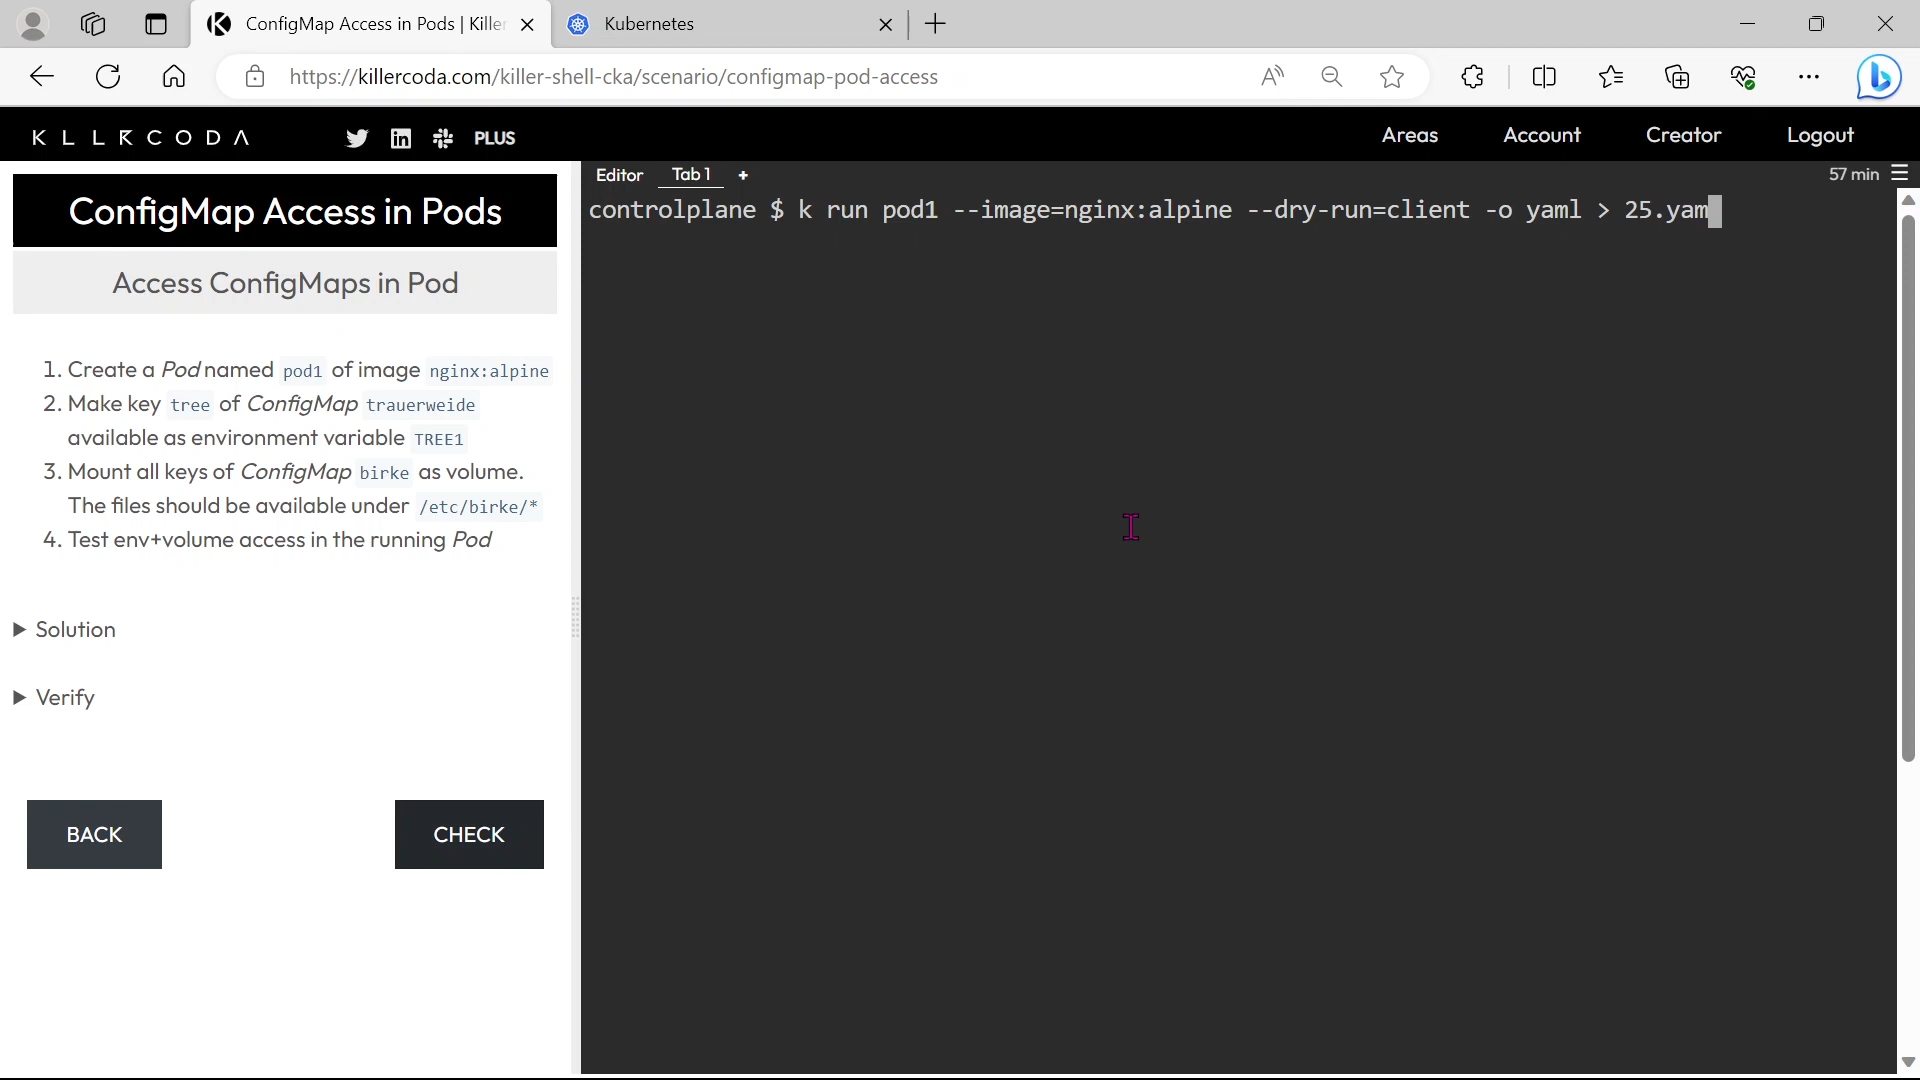 ConfigMap Access in Pods | Killer
Kubernetes
https://killercoda.com/killer-shell-cka/scenario/configmap-pod-access
KLLRCODA
PLUS
Areas
Account
Creator
Logout
ConfigMap Access in Pods
Access ConfigMaps in Pod
1. Create a Pod named pod1 of image nginx:alpine
2. Make key tree of ConfigMap trauerweide
available as environment variable TREE1
3. Mount all keys of ConfigMap birke as volume.
The files should be available under /etc/birke/*
4. Test env+volume access in the running Pod
▶ Solution
▶ Verify
BACK
CHECK
Editor
Tab 1
+
57 min
controlplane $ k run pod1 --image=nginx:alpine --dry-run=client -o yaml > 25.yam